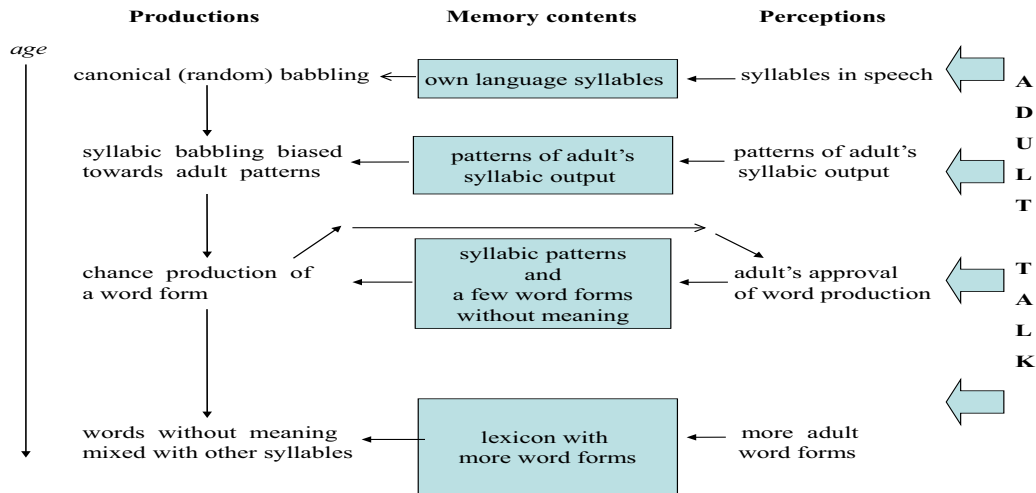 Productions Memory contents Perceptions
age
canonical (random) babbling own language syllables syllables in speech
syllabic babbling biased
towards adult patterns
patterns of adult's
syllabic output
patterns of adult's
syllabic output
chance production of
a word form
syllabic patterns
and
a few word forms
without meaning
adult's approval
of word production
words without meaning
mixed with other syllables
lexicon with
more word forms
more adult
word forms
A
D
U
L
T
T
A
L
K